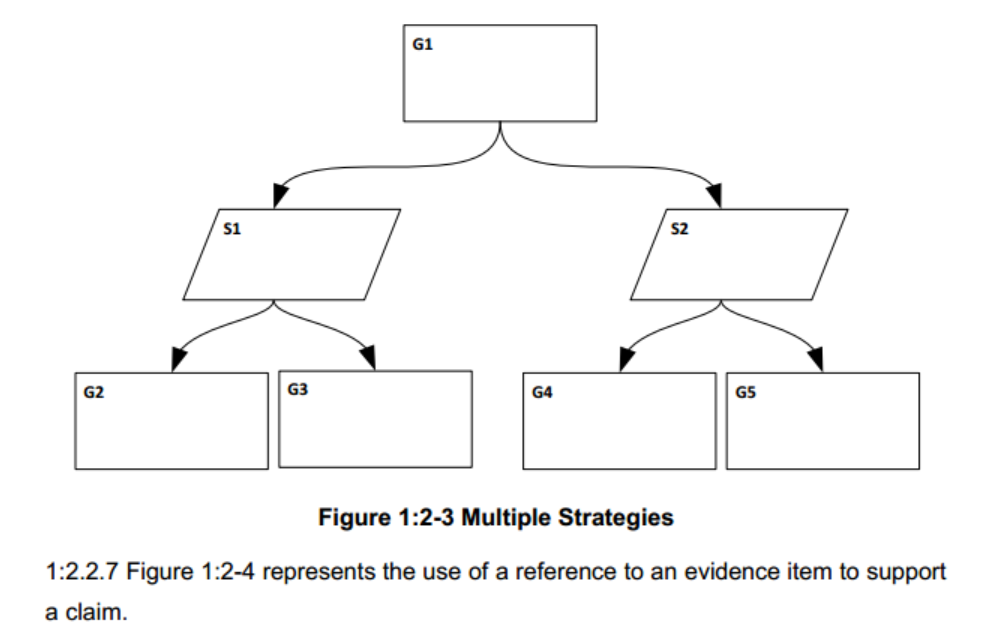 G1
S1
S2
G2
G3
G4
G5
Figure 1:2-3 Multiple Strategies
1:2.2.7 Figure 1:2-4 represents the use of a reference to an evidence item to support
a claim.